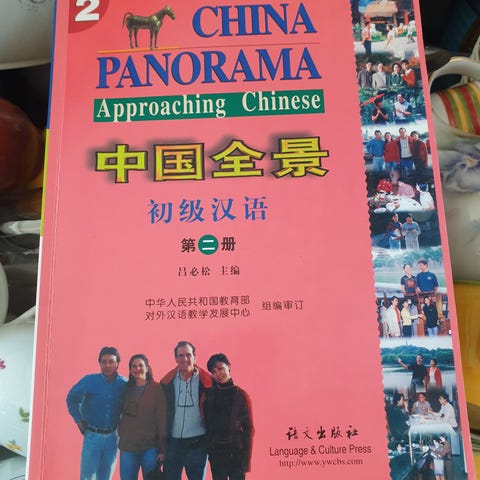 2
CHINA
PANORAMA
Approaching Chinese
中国全景
初级汉语
第二册
吕必松 主编
中华人民共和国教育部
对外汉语教学发展中心 组编审订
语文出版社
Language & Culture Press
http://www.ywcbs.com